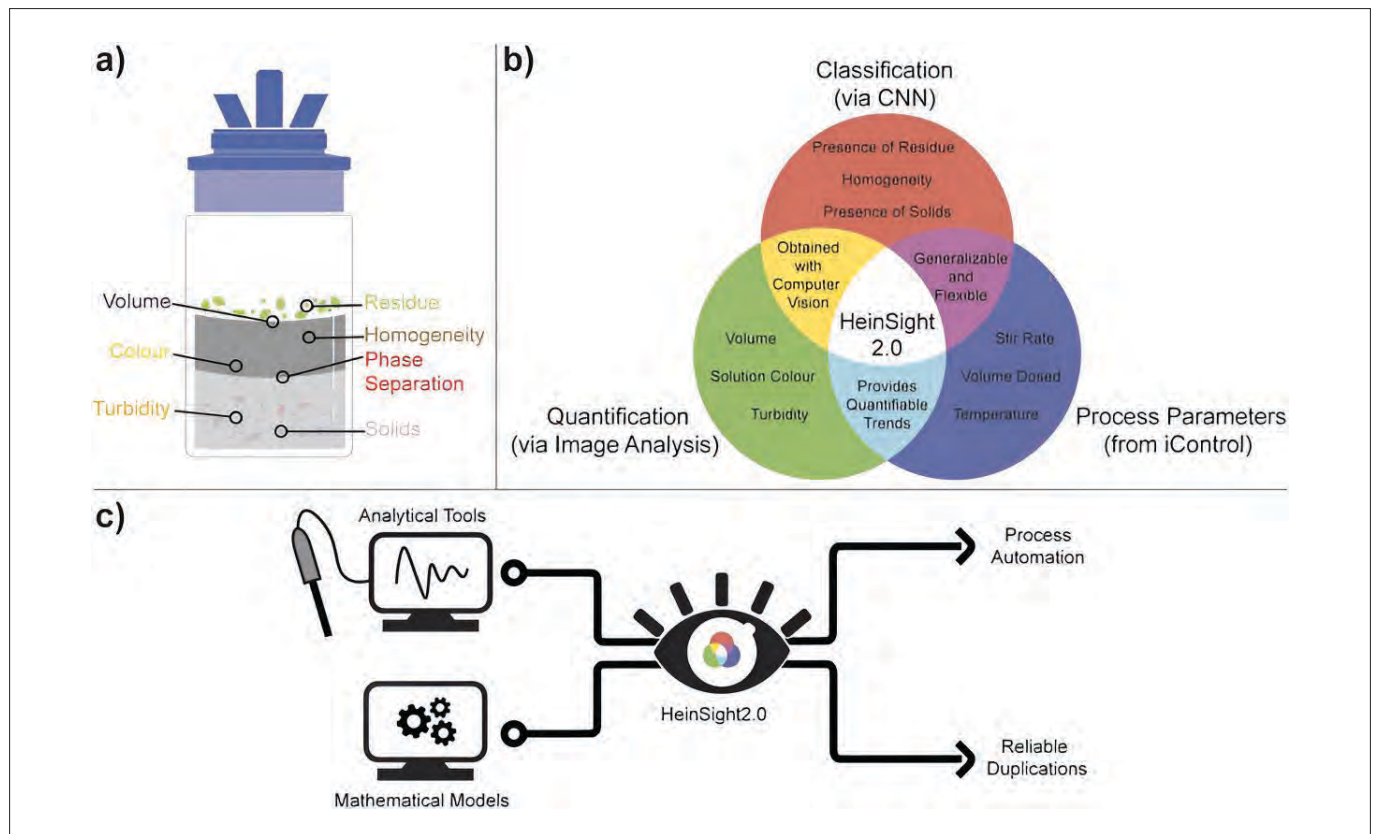 a)
Volume
Colour
Turbidity
Residue
Homogeneity
Phase
Separation
Solids
b)
Classification
(via CNN)
Presence of Residue
Homogeneity
Presence of Solids
Obtained
with
Computer
Vision
Generalizable
and
Flexible
HeinSight
2.0
Volume
Solution Colour
Turbidity
Provides
Quantifiable
Trends
Stir Rate
Volume Dosed
Temperature
Quantification
(via Image Analysis)
Process Parameters
(from iControl)
c)
Analytical Tools
Mathematical Models
HeinSight2.0
Process
Automation
Reliable
Duplications